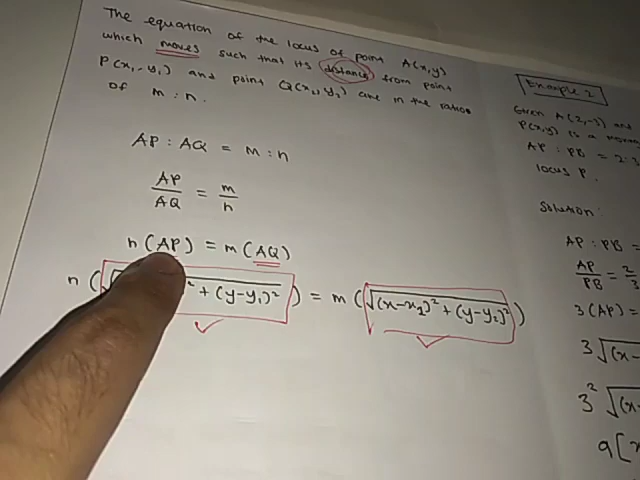 The equation of the locus of point A(x,y)
which moves such that its distance from point
P(x₁,y₁) and point Q(x₂,y₂) are in the ratio
of m:n.
AP : AQ = m : n
AP/AQ = m/n
n(AP) = m(AQ)
n( √ ² + (y-y₁)² ) = m( √(x-x₂)² + (y-y₂)² )
Example 2
Given A(2,-3) and
P(x,y) is a moving
AP : PB = 2:3
locus P.
Solution:
AP : PB =
AP/PB = 2/3
3(AP) =
3√(x-
3² √(x-
9[x